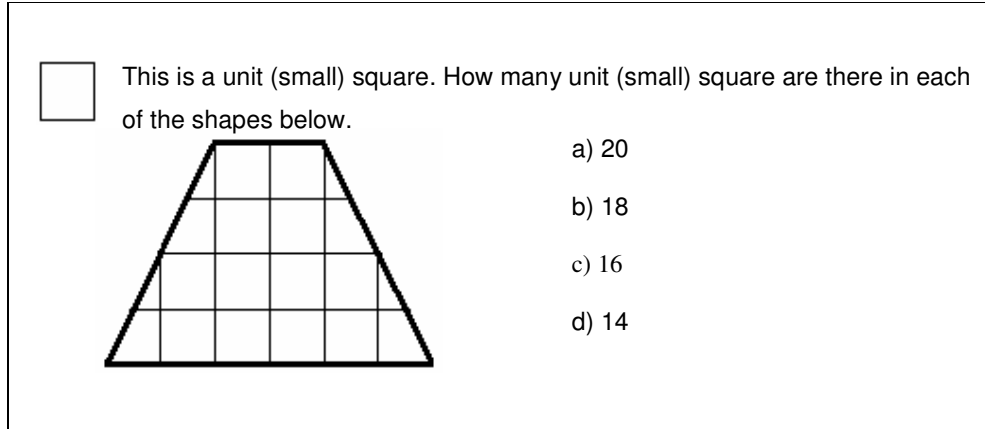 This is a unit (small) square. How many unit (small) square are there in each
of the shapes below.
a) 20
b) 18
c) 16
d) 14